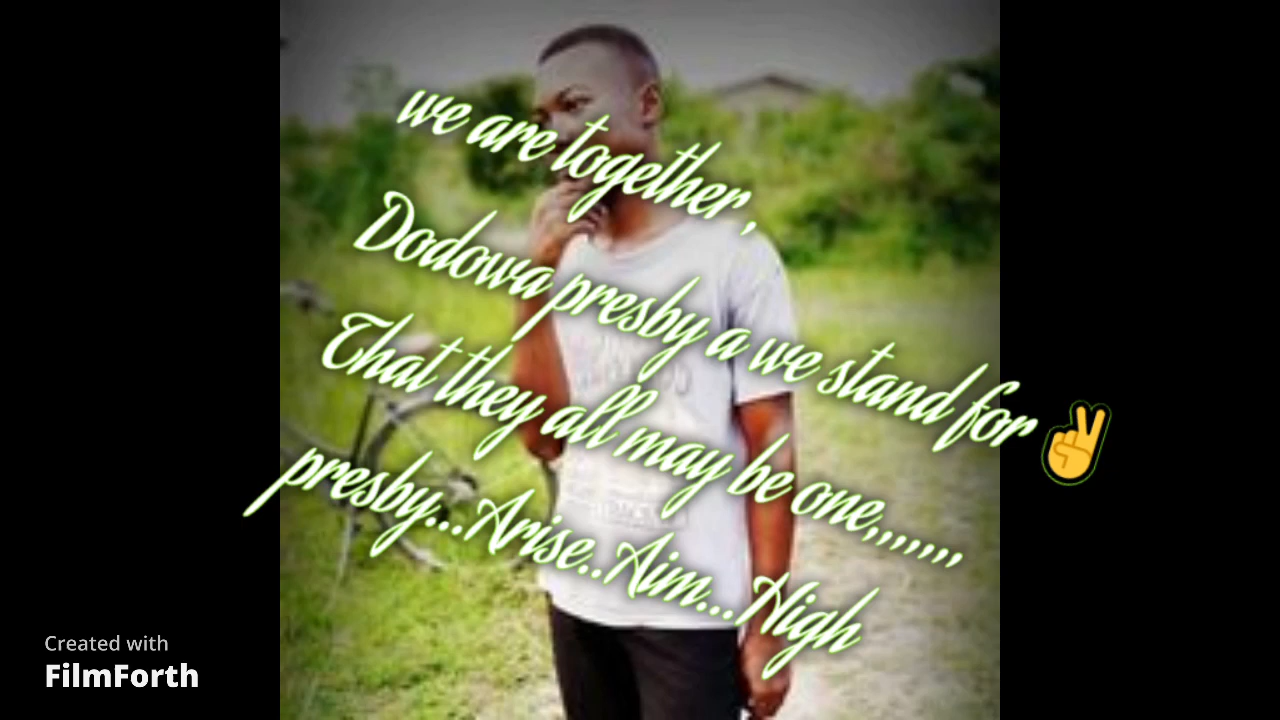 we are together,
Dodowa presby a we stand for ✌
That they all may be one,,,,,,,
presby...Arise..Aim...High
Created with
FilmForth